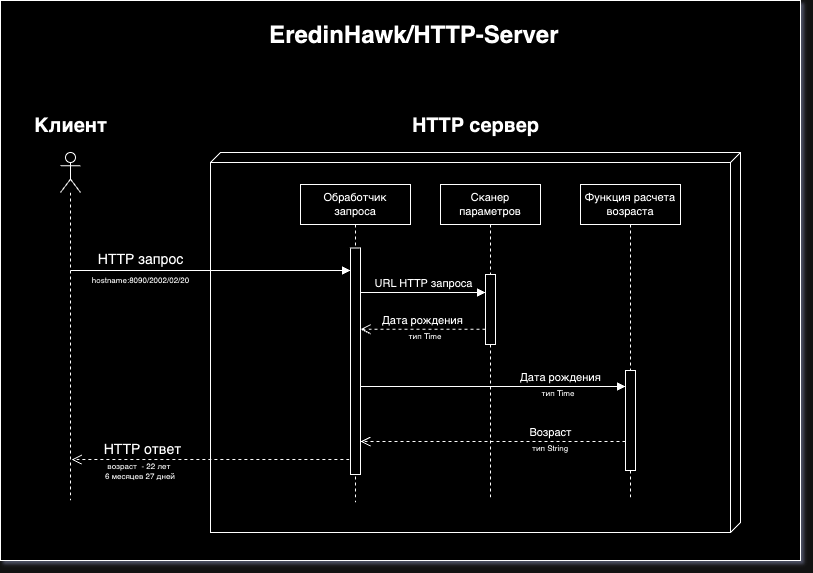 EredinHawk/HTTP-Server
Клиент
HTTP сервер
Обработчик
запроса
Сканер
параметров
Функция расчета
возраста
HTTP запрос
hostname:8090/2002/02/20
URL HTTP запроса
Дата рождения
тип Time
Дата рождения
тип Time
Возраст
тип String
HTTP ответ
возраст - 22 лет
6 месяцев 27 дней